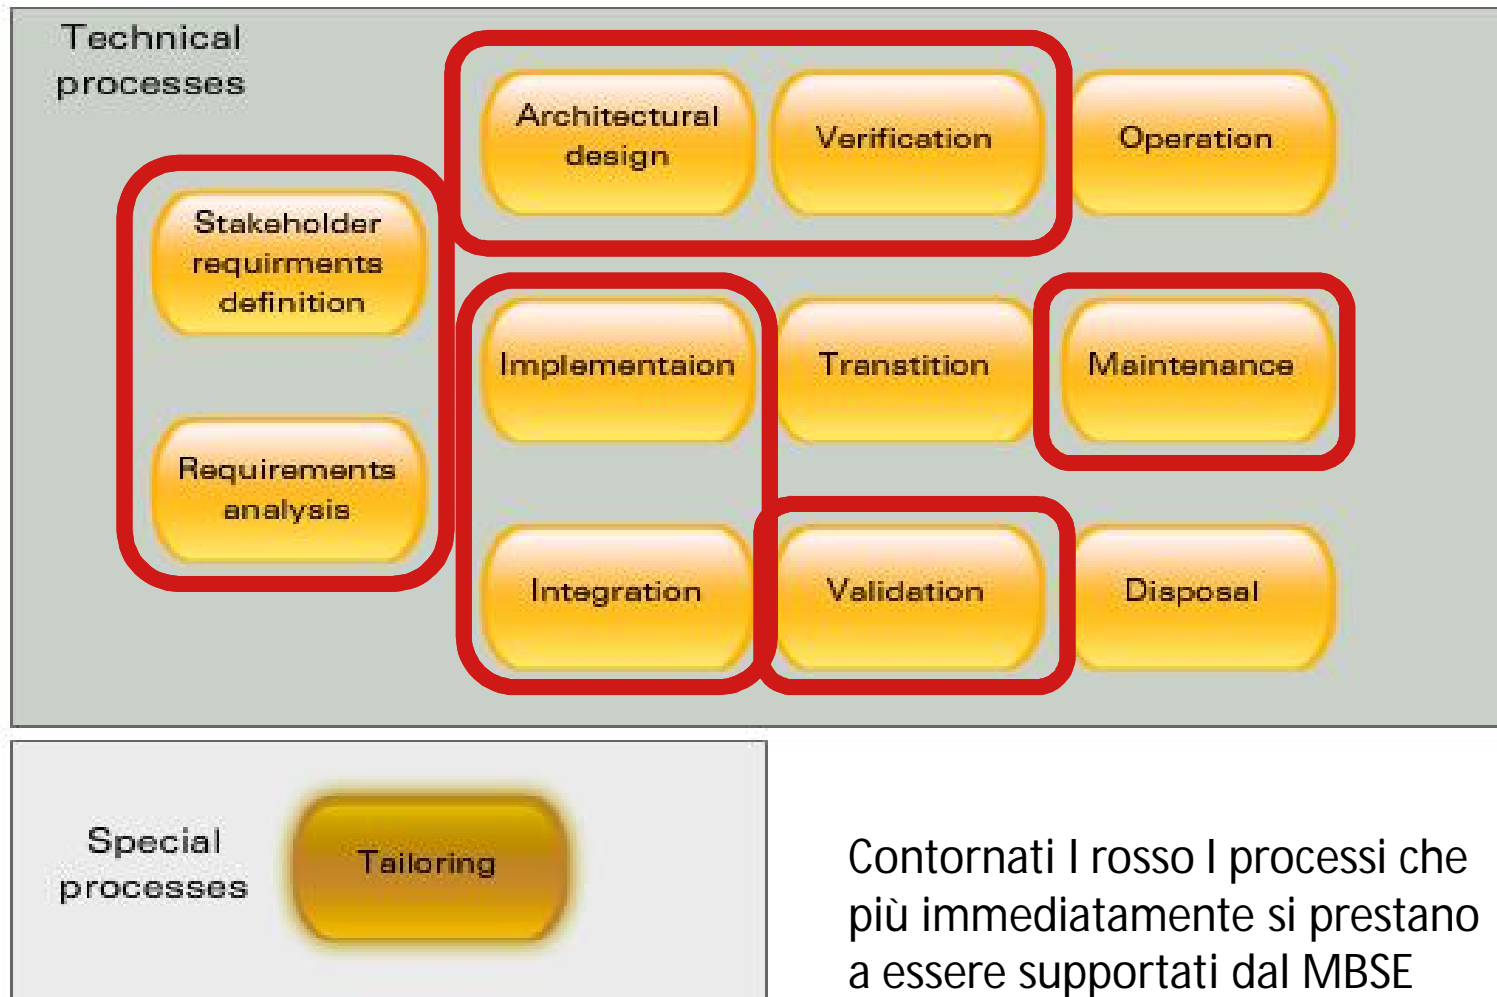 Technical
processes
Architectural
design
Verification
Operation
Stakeholder
requirments
definition
Implementaion
Transtition
Maintenance
Requirements
analysis
Integration
Validation
Disposal
Special
processes
Tailoring
Contornati I rosso I processi che
più immediatamente si prestano
a essere supportati dal MBSE